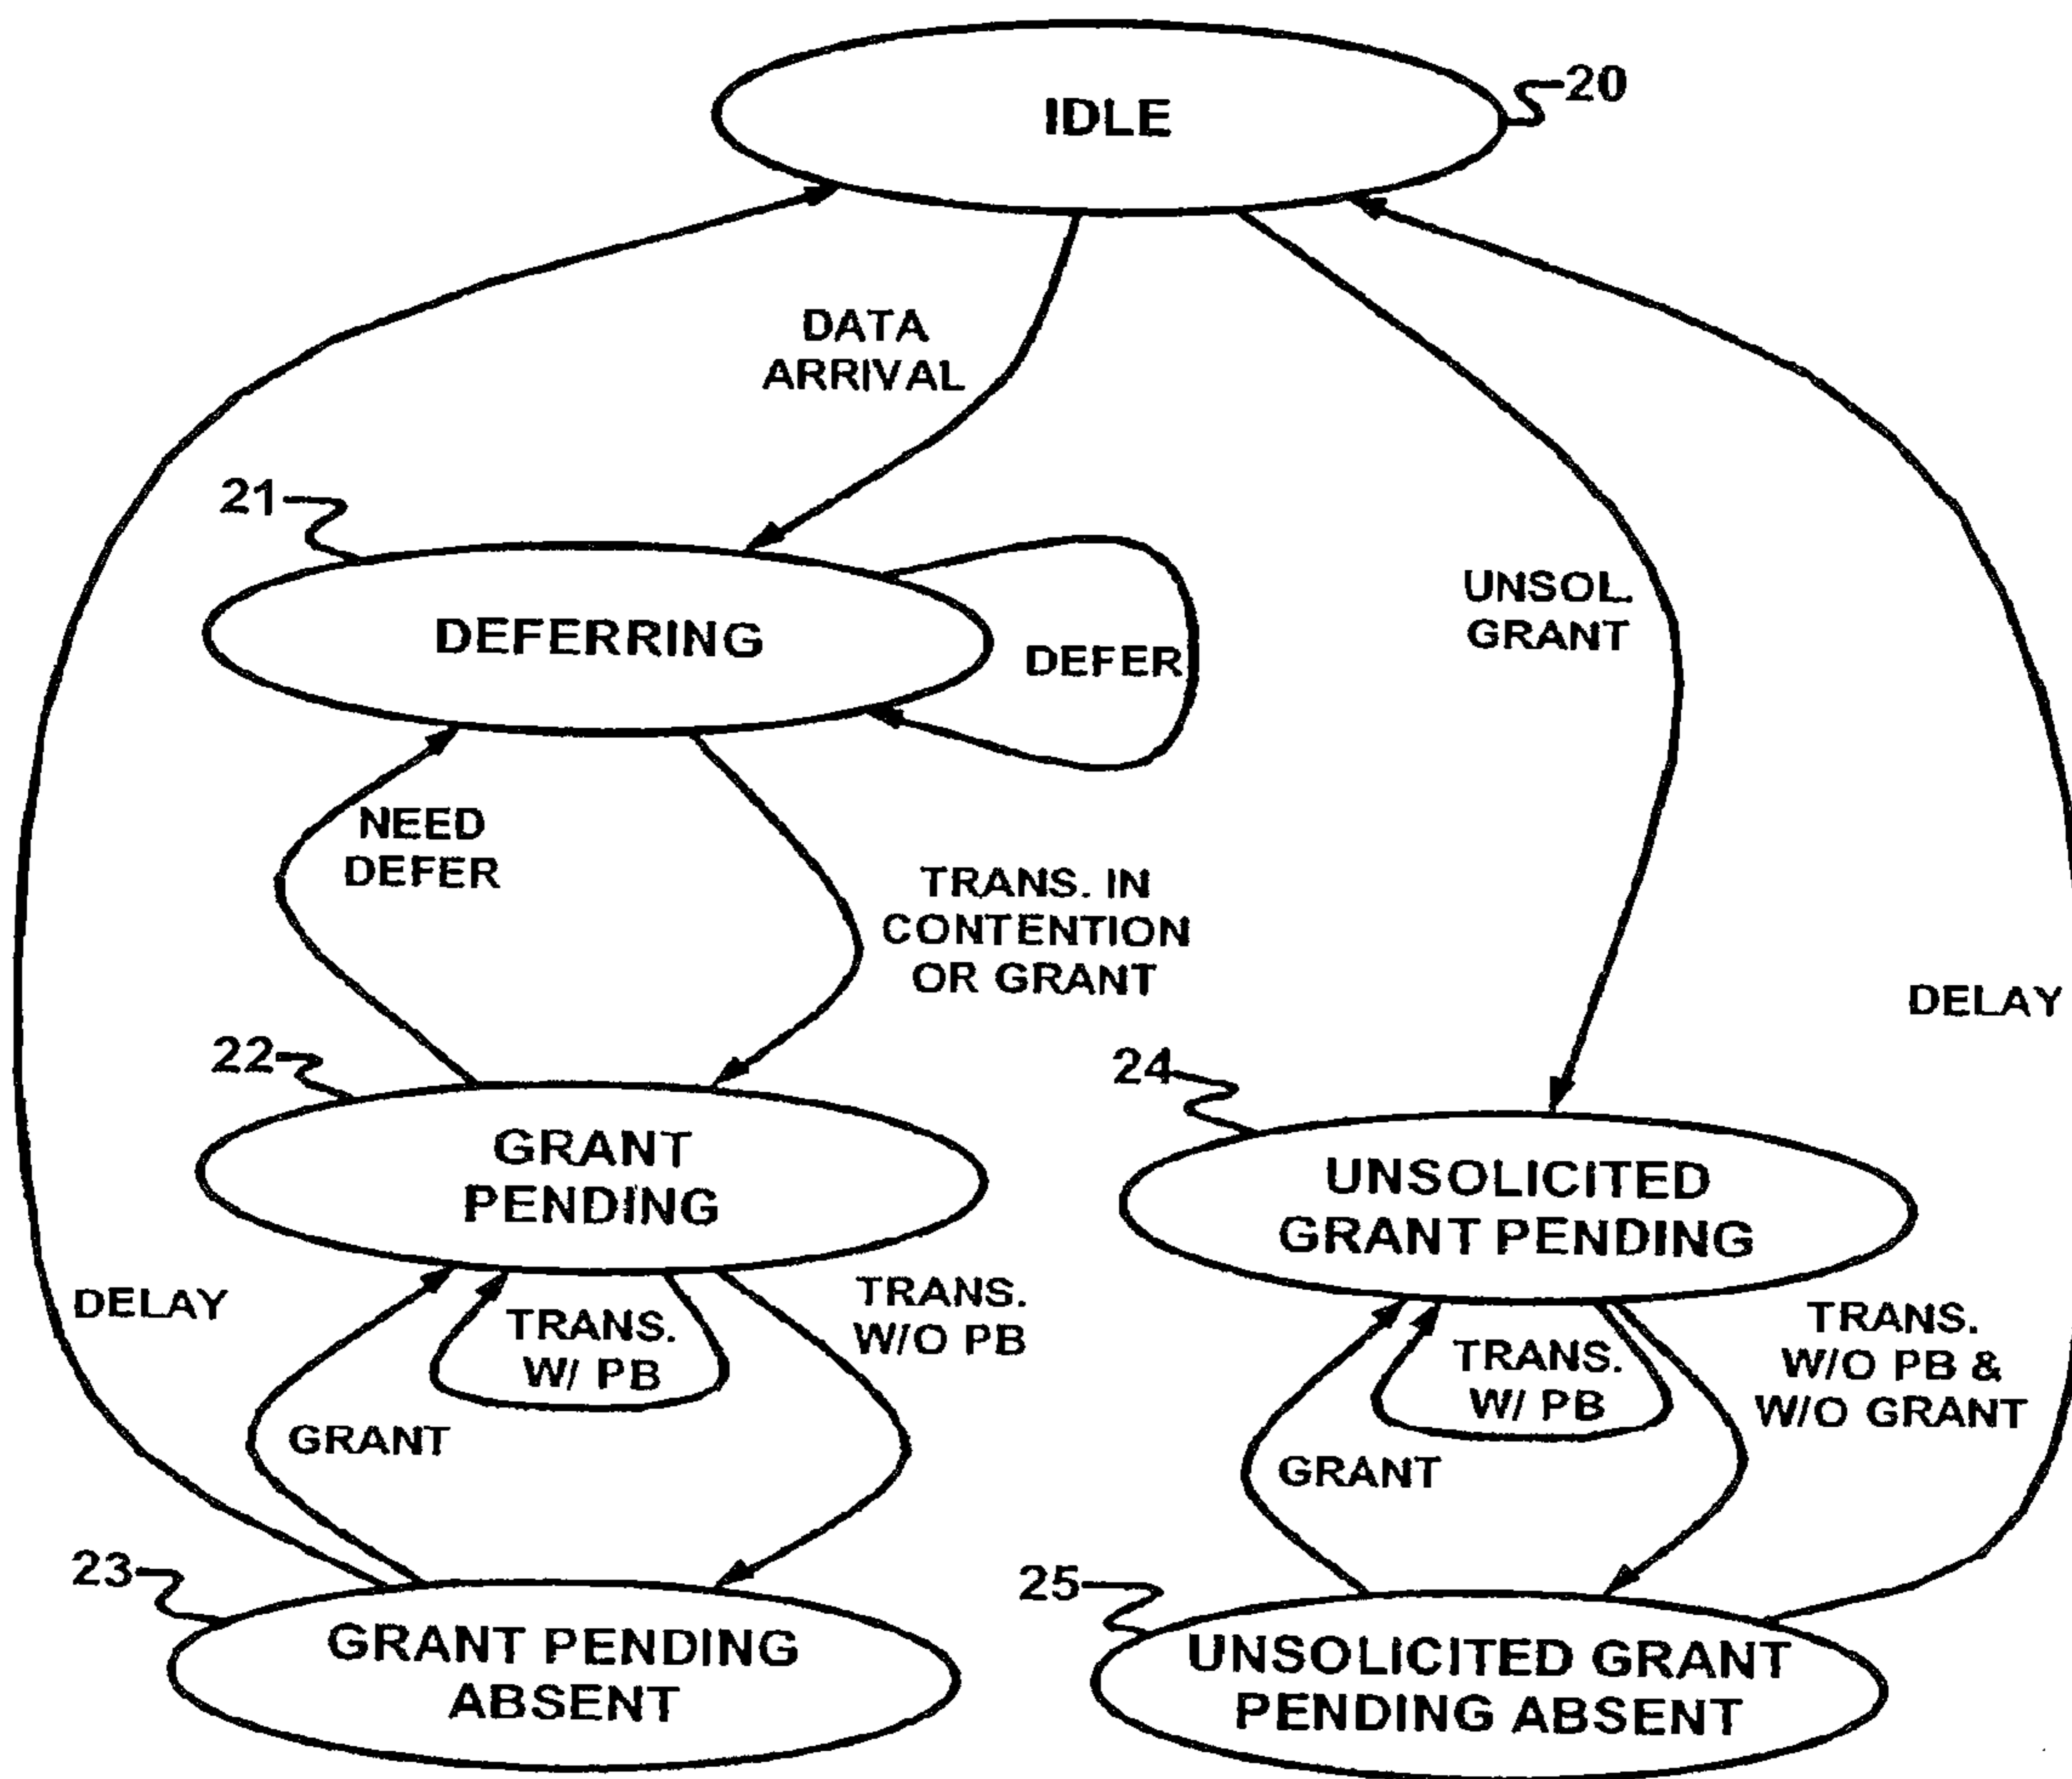 IDLE
20
DATA
ARRIVAL
21
DEFERRING
DEFER
UNSOL.
GRANT
NEED
DEFER
TRANS. IN
CONTENTION
OR GRANT
DELAY
22
GRANT
PENDING
24
UNSOLICITED
GRANT PENDING
DELAY
TRANS.
W/ PB
TRANS.
W/O PB
GRANT
TRANS.
W/ PB
TRANS.
W/O PB &
W/O GRANT
GRANT
23
GRANT PENDING
ABSENT
25
UNSOLICITED GRANT
PENDING ABSENT